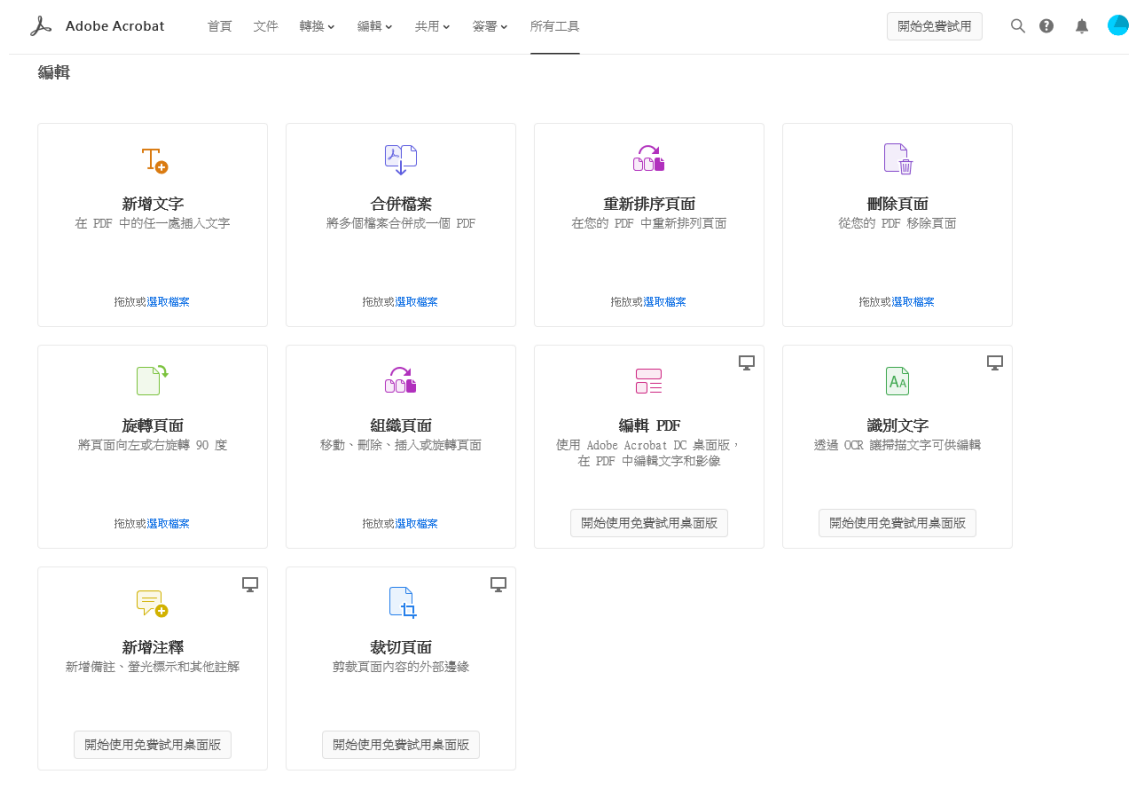 Adobe Acrobat 首頁 文件 轉換 編輯 共用 簽署 所有工具 開始免費試用
編輯
新增文字
在 PDF 中的任一處插入文字
拖放或選取檔案
合併檔案
將多個檔案合併成一個 PDF
拖放或選取檔案
重新排序頁面
在您的 PDF 中重新排列頁面
拖放或選取檔案
刪除頁面
從您的 PDF 移除頁面
拖放或選取檔案
旋轉頁面
將頁面向左或右旋轉 90 度
拖放或選取檔案
組織頁面
移動、刪除、插入或旋轉頁面
拖放或選取檔案
編輯 PDF
使用 Adobe Acrobat DC 桌面版，
在 PDF 中編輯文字和影像
開始使用免費試用桌面版
識別文字
透過 OCR 讓掃描文字可供編輯
開始使用免費試用桌面版
新增注釋
新增備註、螢光標示和其他註解
開始使用免費試用桌面版
裁切頁面
剪裁頁面內容的外部邊緣
開始使用免費試用桌面版